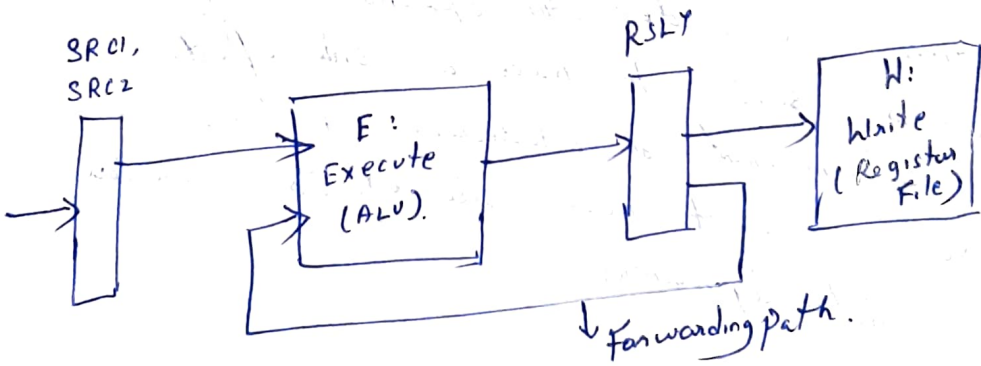 SRC1,
SRC2
E:
Execute
(ALU).
RSLT
W:
Write
(Register
File)
Forwarding path.